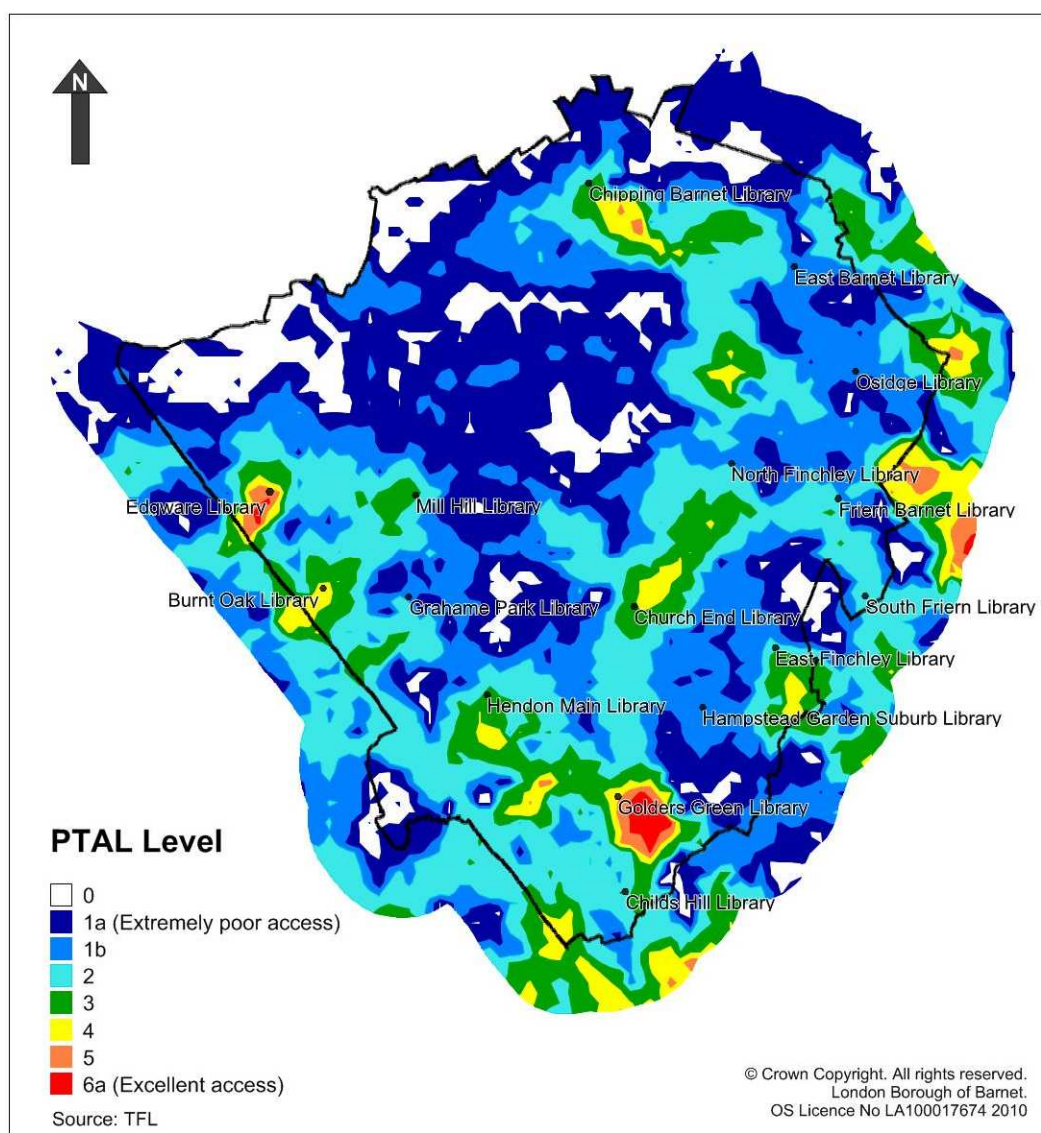 N
Chipping Barnet Library
East Barnet Library
Osidge Library
North Finchley Library
Edgware Library
Mill Hill Library
Friern Barnet Library
Burnt Oak Library
Grahame Park Library
Church End Library
South Friern Library
East Finchley Library
Hendon Main Library
Hampstead Garden Suburb Library
Golders Green Library
Childs Hill Library
PTAL Level
0
1a (Extremely poor access)
1b
2
3
4
5
6a (Excellent access)
Source: TFL
© Crown Copyright. All rights reserved.
London Borough of Barnet.
OS Licence No LA100017674 2010